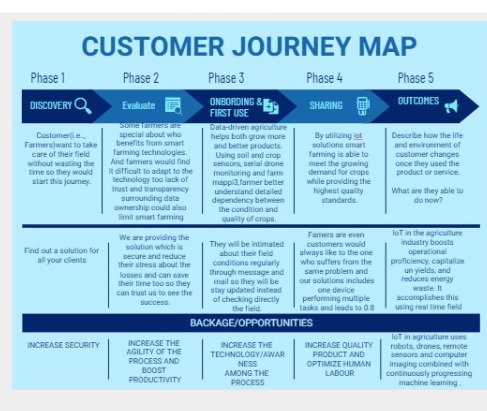 CUSTOMER JOURNEY MAP
Phase 1
Phase 2
Phase 3
Phase 4
Phase 5
DISCOVERY
Evaluate
ONBORDING &
FIRST USE
SHARING
OUTCOMES
Customer(i.e.,
Farmers)want to take
care of their field
without wasting the
time so they would
start this journey.
Some farmers are
special about who
benefits from smart
farming technologies.
And farmers would find
it difficult to adapt to the
technology too lack of
trust and transparency
surrounding data
ownership could also
limit smart farming
Data-driven agriculture
helps both grow more
and better products.
Using soil and crop
sensors, serial drone
monitoring and farm
mappi3,farmer better
understand detailed
dependency between
the condition and
quality of crops.
By utilizing iot
solutions smart
farming is able to
meet the growing
demand for crops
while providing the
highest quality
standards.
Describe how the life
and environment of
customer changes
once they used the
product or service.
What are they able to
do now?
Find out a solution for
all your clients
We are providing the
solution which is
secure and reduce
their stress about the
losses and can save
their time too so they
can trust us to see the
success.
They will be intimated
about their field
conditions regularly
through message and
mail so they will be
stay updated instead
of checking directly
the field.
Famers are even
customers would
always like to the one
who suffers from the
same problem and
our solutions includes
one device
performing multiple
tasks and leads to 0.8
IoT in the agriculture
industry boosts
operational
proficiency, capitalize
un yields, and
reduces energy
waste. It
accomplishes this
using real time field
BACKAGE/OPPORTUNITIES
INCREASE SECURITY
INCREASE THE
AGILITY OF THE
PROCESS AND
BOOST
PRODUCTIVITY
INCREASE THE
TECHNOLOGY/AWAR
NESS
AMONG THE
PROCESS
INCREASE QUALITY
PRODUCT AND
OPTIMIZE HUMAN
LABOUR
IoT in agriculture uses
robots, drones, remote
sensors and computer
imaging combined with
continuously progressing
machine learning .